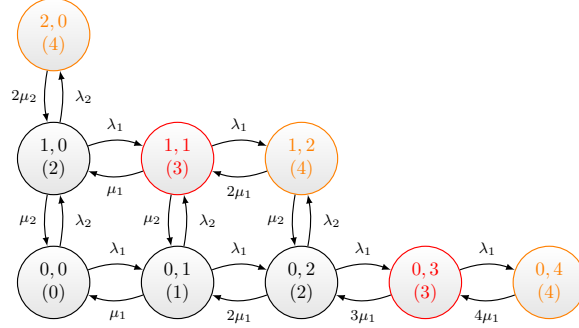 2, 0
(4)
2μ₂
λ₂
λ₁
λ₁
1, 0
(2)
1, 1
(3)
1, 2
(4)
μ₁
2μ₁
μ₂
λ₂
μ₂
λ₂
μ₂
λ₂
λ₁
λ₁
λ₁
λ₁
0, 0
(0)
0, 1
(1)
0, 2
(2)
0, 3
(3)
0, 4
(4)
μ₁
2μ₁
3μ₁
4μ₁